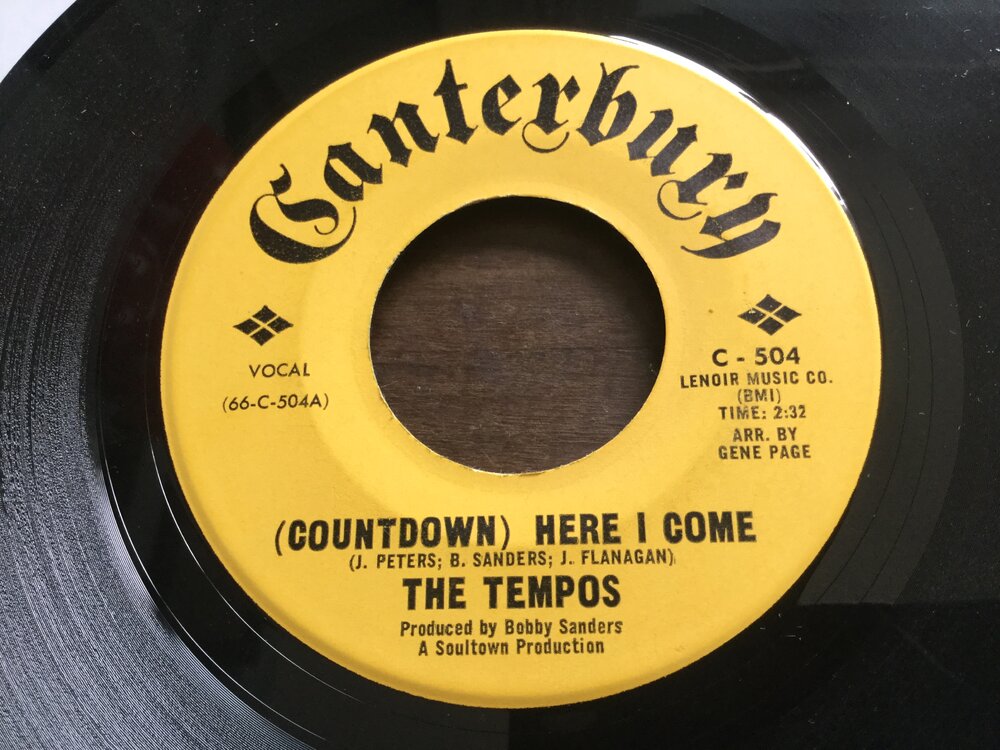 Canterbury
VOCAL
(66-C-504A)
C - 504
LENOIR MUSIC CO.
(BMI)
TIME: 2:32
ARR. BY
GENE PAGE
(COUNTDOWN) HERE I COME
(J. PETERS; B. SANDERS; J. FLANAGAN)
THE TEMPOS
Produced by Bobby Sanders
A Soultown Production